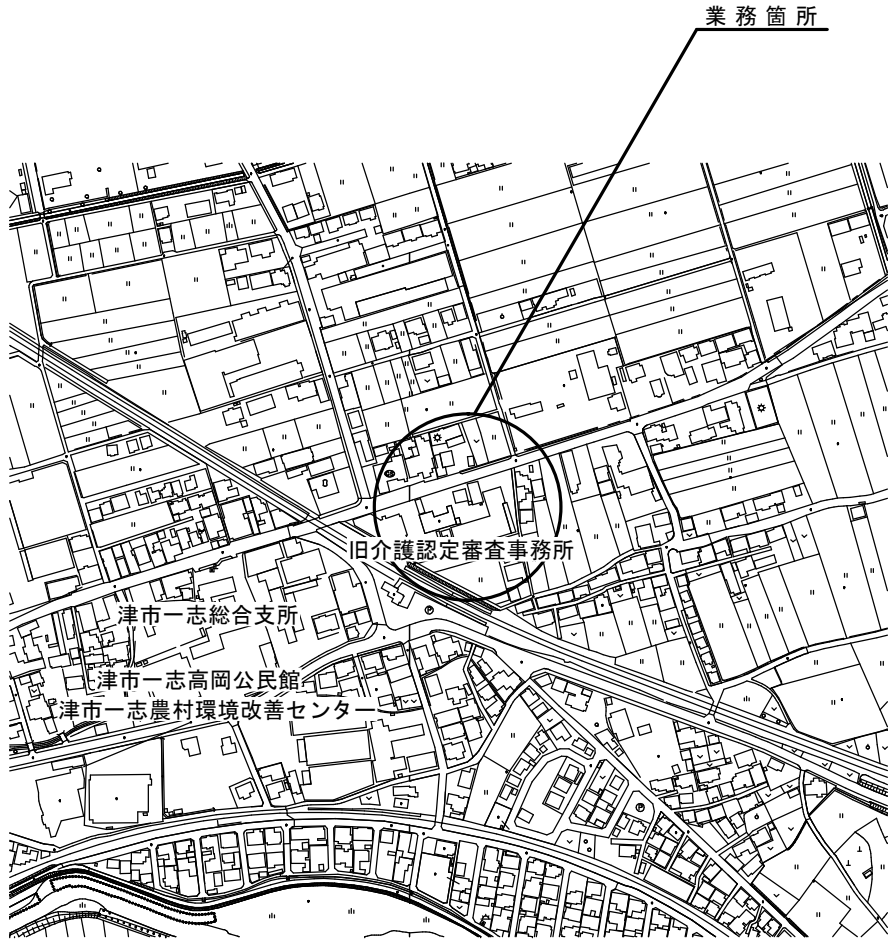 業務箇所
旧介護認定審査事務所
津市一志総合支所
津市一志高岡公民館
津市一志農村環境改善センター